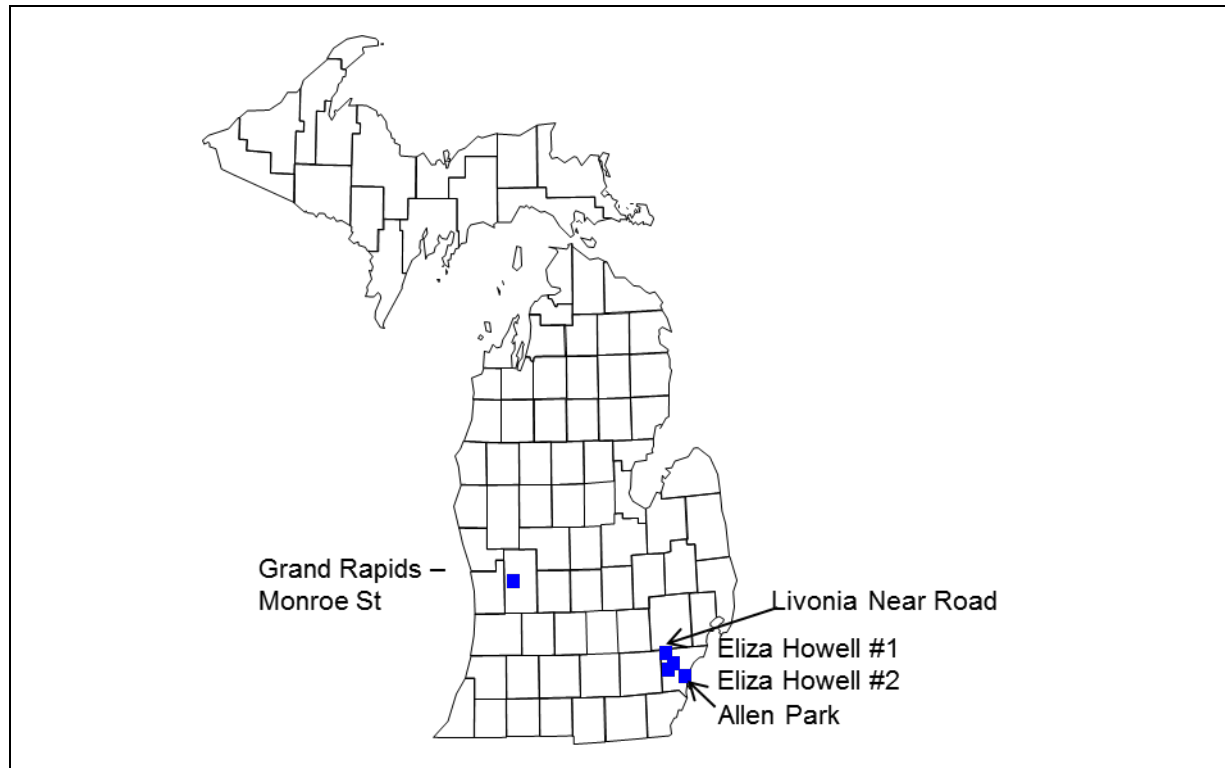 Grand Rapids –
Monroe St
Livonia Near Road
Eliza Howell #1
Eliza Howell #2
Allen Park